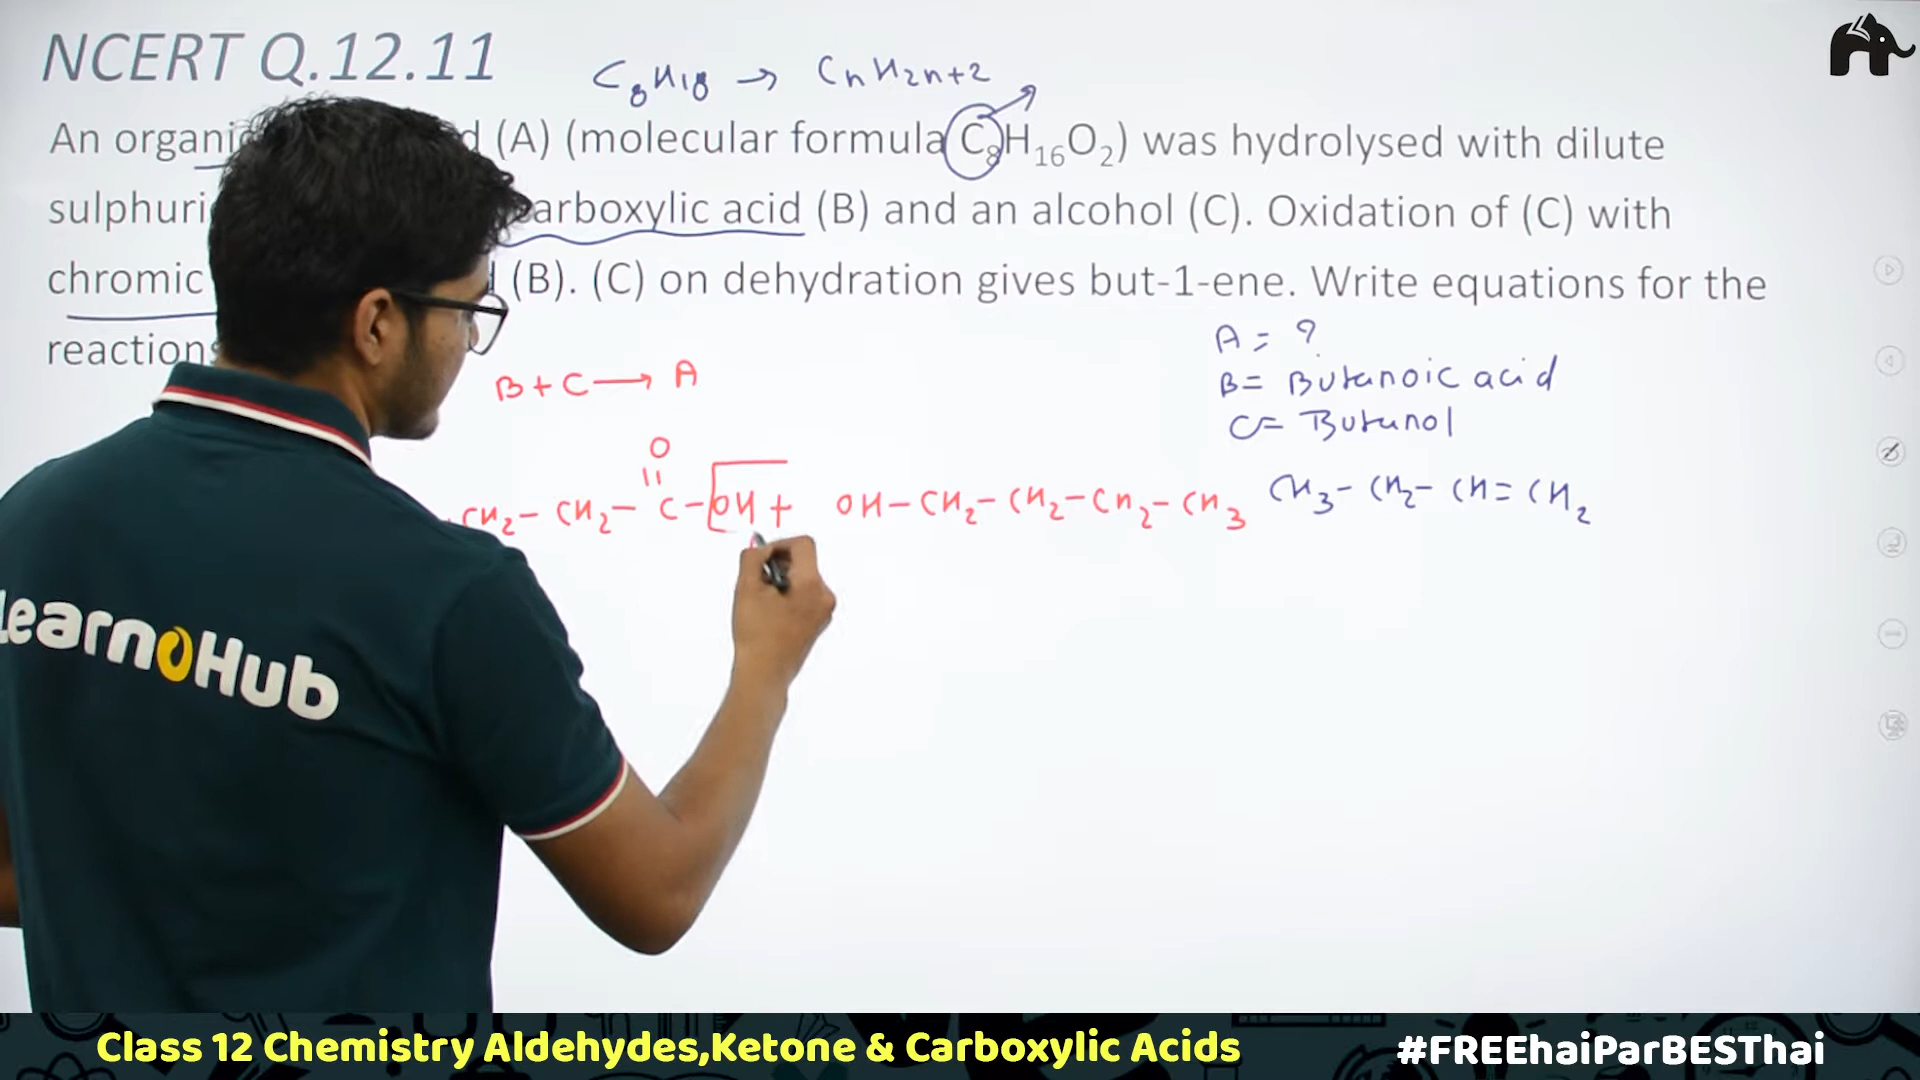 NCERT Q.12.11
C₈H₁₈ → CnH₂n+2
An organi (A) (molecular formula C₈H₁₆O₂) was hydrolysed with dilute
sulphuri arboxylic acid (B) and an alcohol (C). Oxidation of (C) with
chromic (B). (C) on dehydration gives but-1-ene. Write equations for the
reactions
A = ?
B = Butanoic acid
C = Butanol
B + C → A
O
CH₂ – CH₂ – C – OH + OH – CH₂ – CH₂ – CH₂ – CH₃
CH₃ – CH₂ – CH = CH₂
LearnoHub
Class 12 Chemistry Aldehydes,Ketone & Carboxylic Acids
#FREEhaiParBESThai